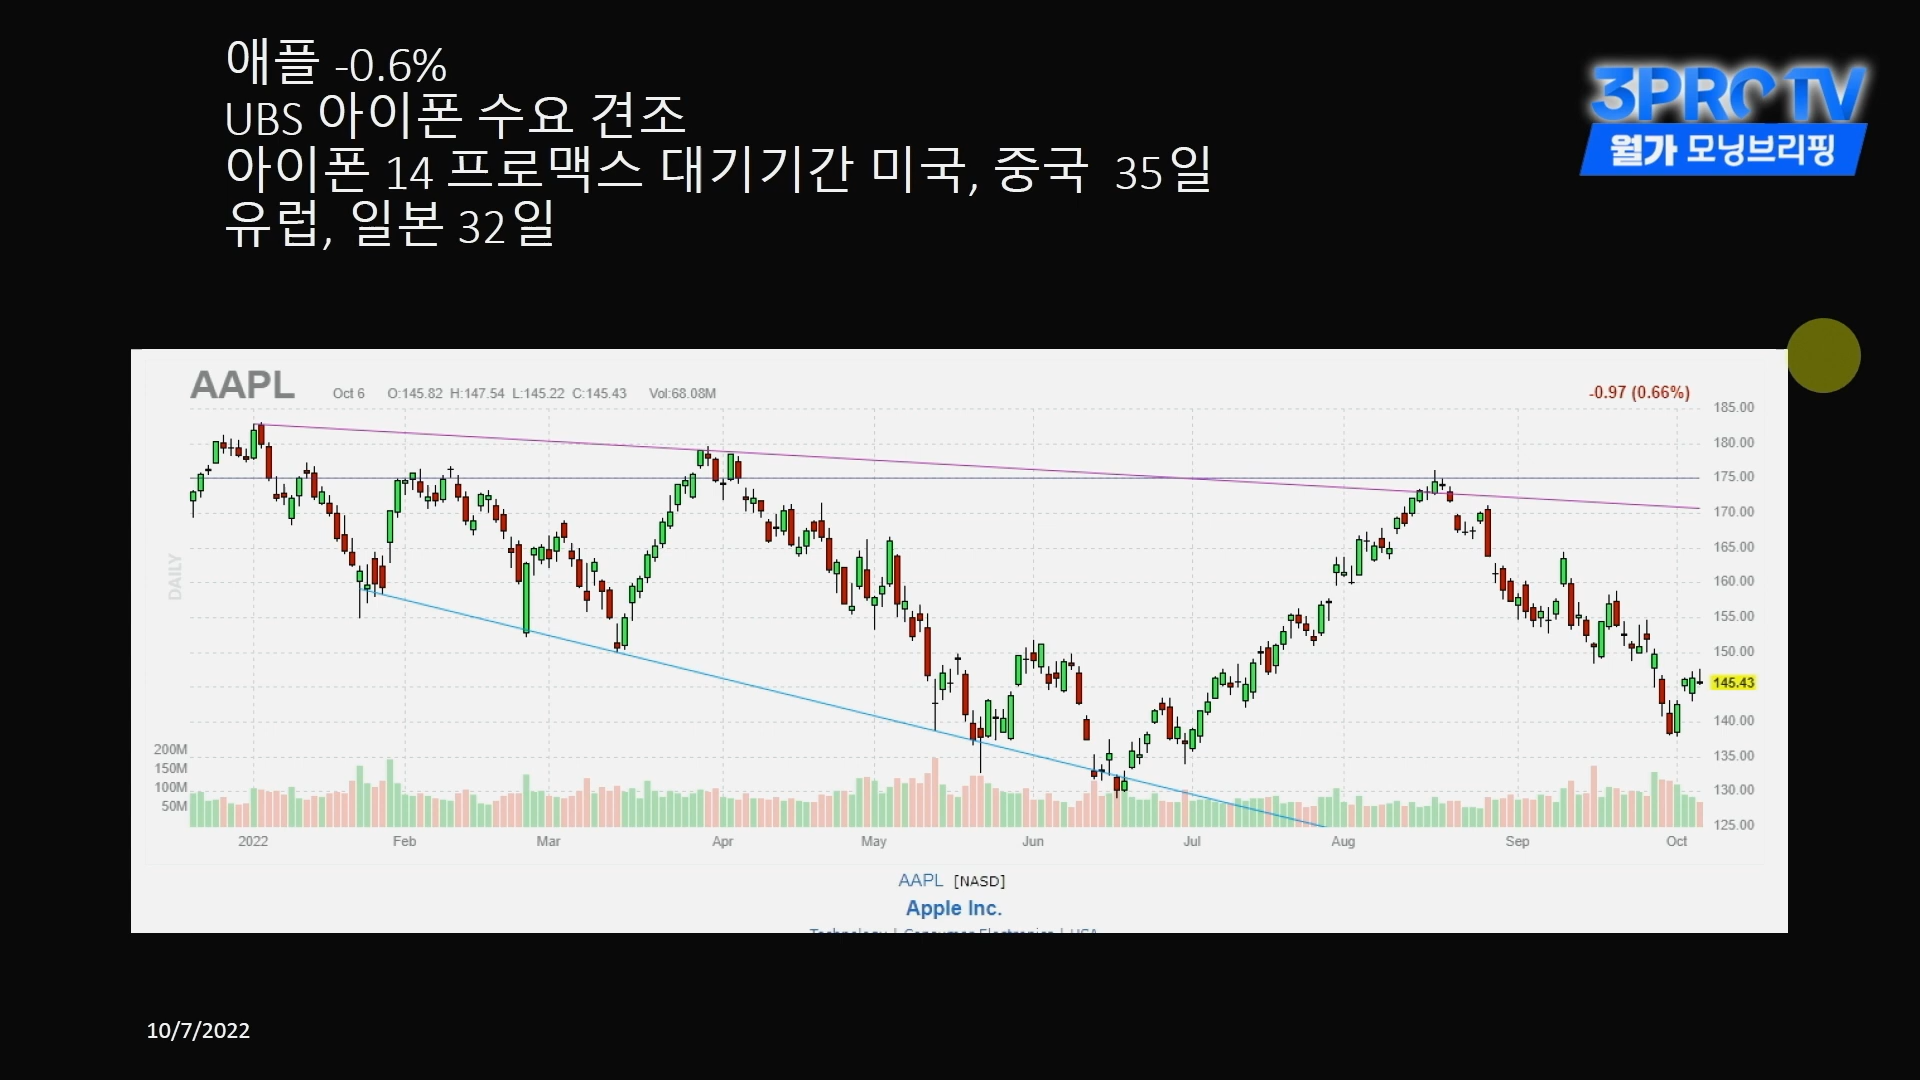 애플 -0.6%
UBS 아이폰 수요 견조
아이폰 14 프로맥스 대기기간 미국, 중국 35일
유럽, 일본 32일
3PROTV
월가 모닝브리핑
AAPL Oct 6 O:145.82 H:147.54 L:145.22 C:145.43 Vol:68.08M -0.97 (0.66%)
185.00
180.00
175.00
170.00
165.00
160.00
155.00
150.00
145.43
140.00
135.00
130.00
125.00
DAILY
200M
150M
100M
50M
2022 Feb Mar Apr May Jun Jul Aug Sep Oct
AAPL [NASD]
Apple Inc.
Technology | Consumer Electronics | USA
10/7/2022